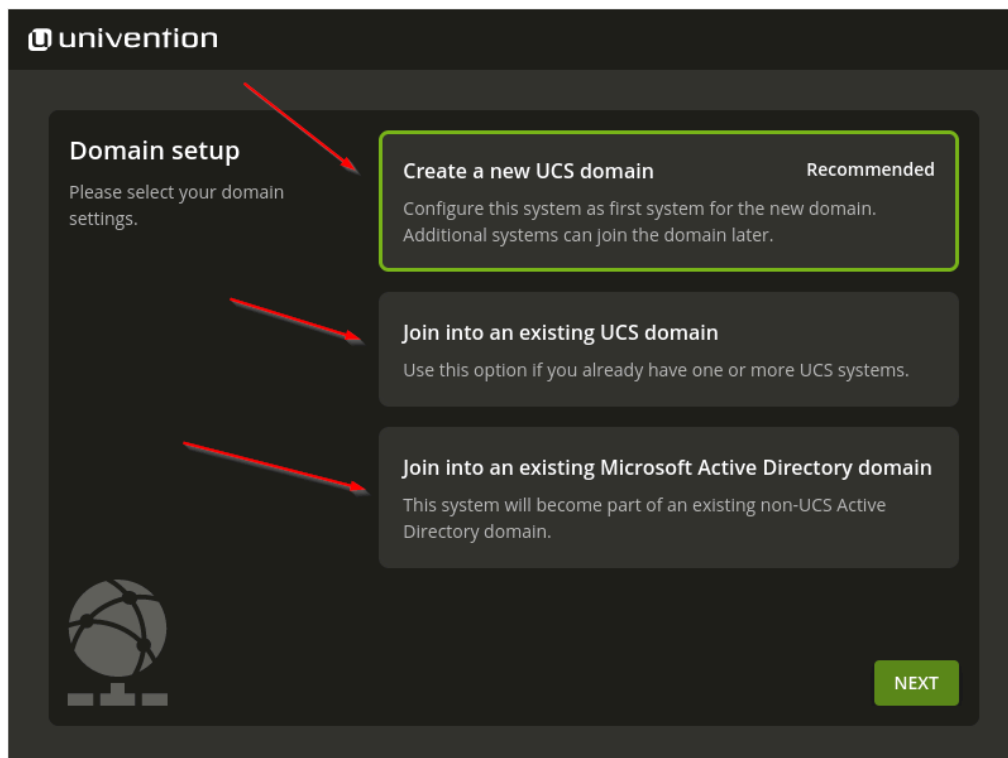 univention
Domain setup
Please select your domain
settings.
Create a new UCS domain
Recommended
Configure this system as first system for the new domain.
Additional systems can join the domain later.
Join into an existing UCS domain
Use this option if you already have one or more UCS systems.
Join into an existing Microsoft Active Directory domain
This system will become part of an existing non-UCS Active
Directory domain.
NEXT